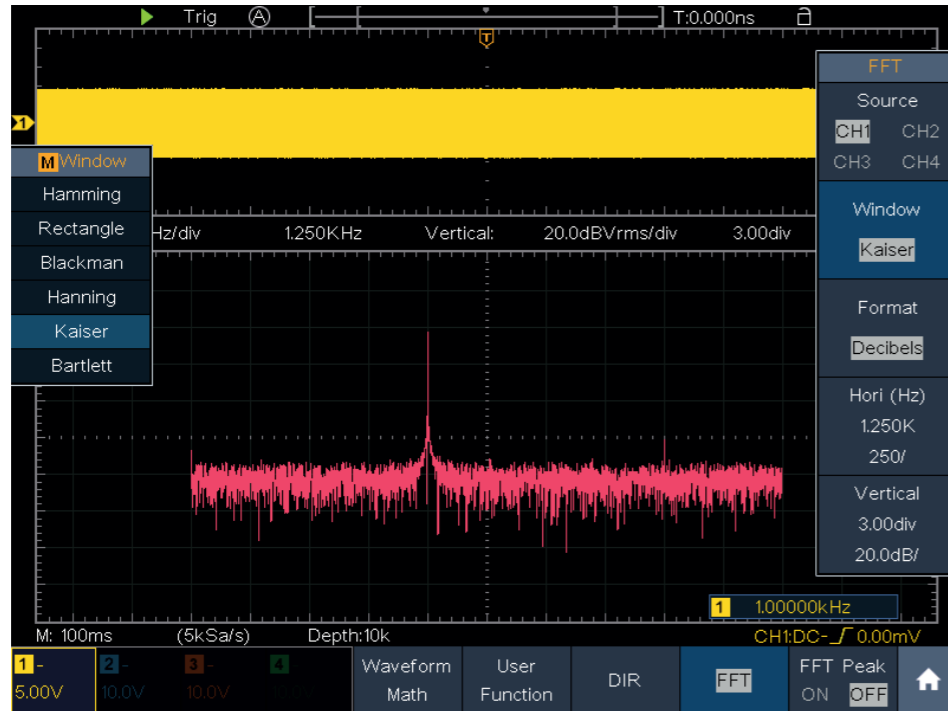 Trig A T:0.000ns
T
FFT
Source
CH1 CH2
CH3 CH4
1
M Window
Hamming
Rectangle
Blackman
Hanning
Kaiser
Bartlett
Hz/div 1.250KHz Vertical: 20.0dBVrms/div 3.00div
Window
Kaiser
Format
Decibels
Hori (Hz)
1.250K
250/
Vertical
3.00div
20.0dB/
1 1.00000kHz
M: 100ms (5kSa/s) Depth:10k CH1:DC- 0.00mV
1 - 2 - 3 - 4
5.00V 10.0V 10.0V
Waveform
Math
User
Function
DIR
FFT
FFT Peak
ON OFF